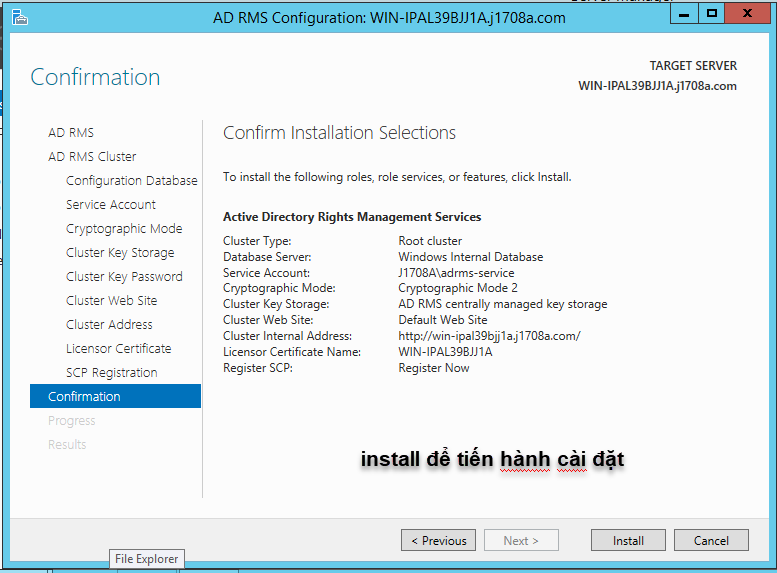 Server Manager
AD RMS Configuration: WIN-IPAL39BJJ1A.j1708a.com
Confirmation
TARGET SERVER
WIN-IPAL39BJJ1A.j1708a.com
AD RMS
AD RMS Cluster
Configuration Database
Service Account
Cryptographic Mode
Cluster Key Storage
Cluster Key Password
Cluster Web Site
Cluster Address
Licensor Certificate
SCP Registration
Confirmation
Progress
Results
Confirm Installation Selections
To install the following roles, role services, or features, click Install.
Active Directory Rights Management Services
Cluster Type: Root cluster
Database Server: Windows Internal Database
Service Account: J1708A\adrms-service
Cryptographic Mode: Cryptographic Mode 2
Cluster Key Storage: AD RMS centrally managed key storage
Cluster Web Site: Default Web Site
Cluster Internal Address: http://win-ipal39bjj1a.j1708a.com/
Licensor Certificate Name: WIN-IPAL39BJJ1A
Register SCP: Register Now
install để tiến hành cài đặt
< Previous Next > Install Cancel
File Explorer